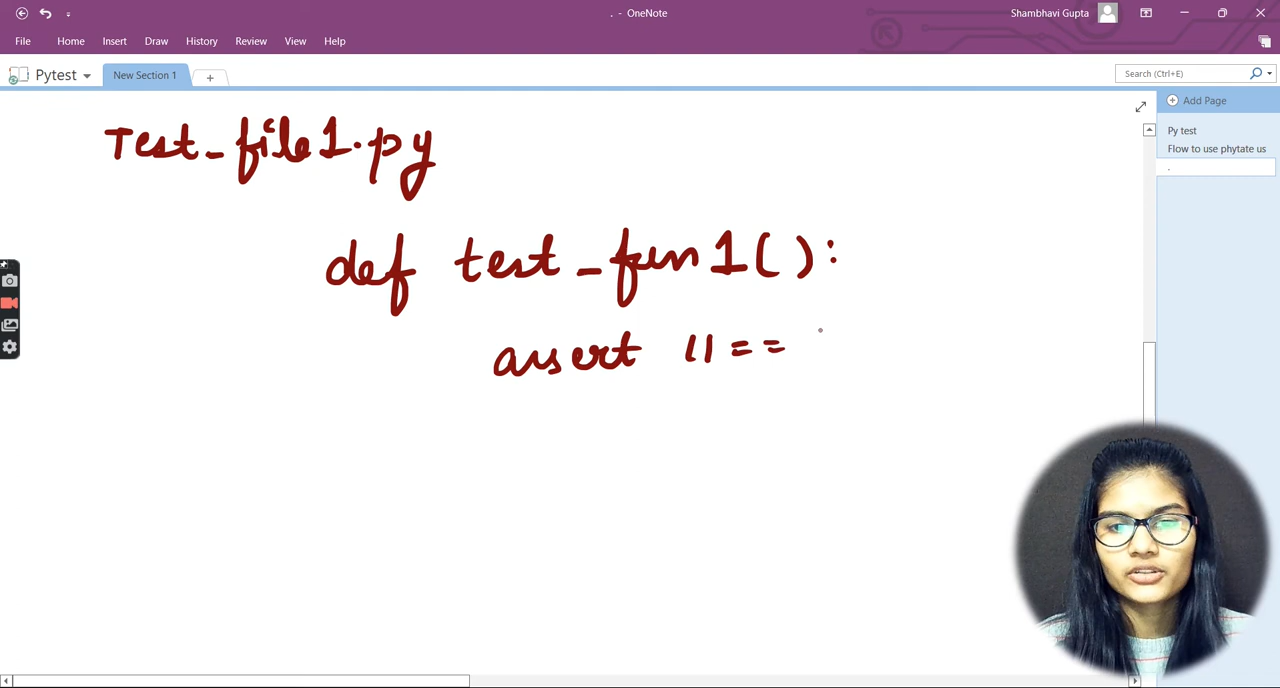 . - OneNote
Shambhavi Gupta
File Home Insert Draw History Review View Help
Pytest
New Section 1
+
Search (Ctrl+E)
Add Page
Py test
Flow to use phytate us
.
Test_file1.py
def test_fun1():
assert 11==